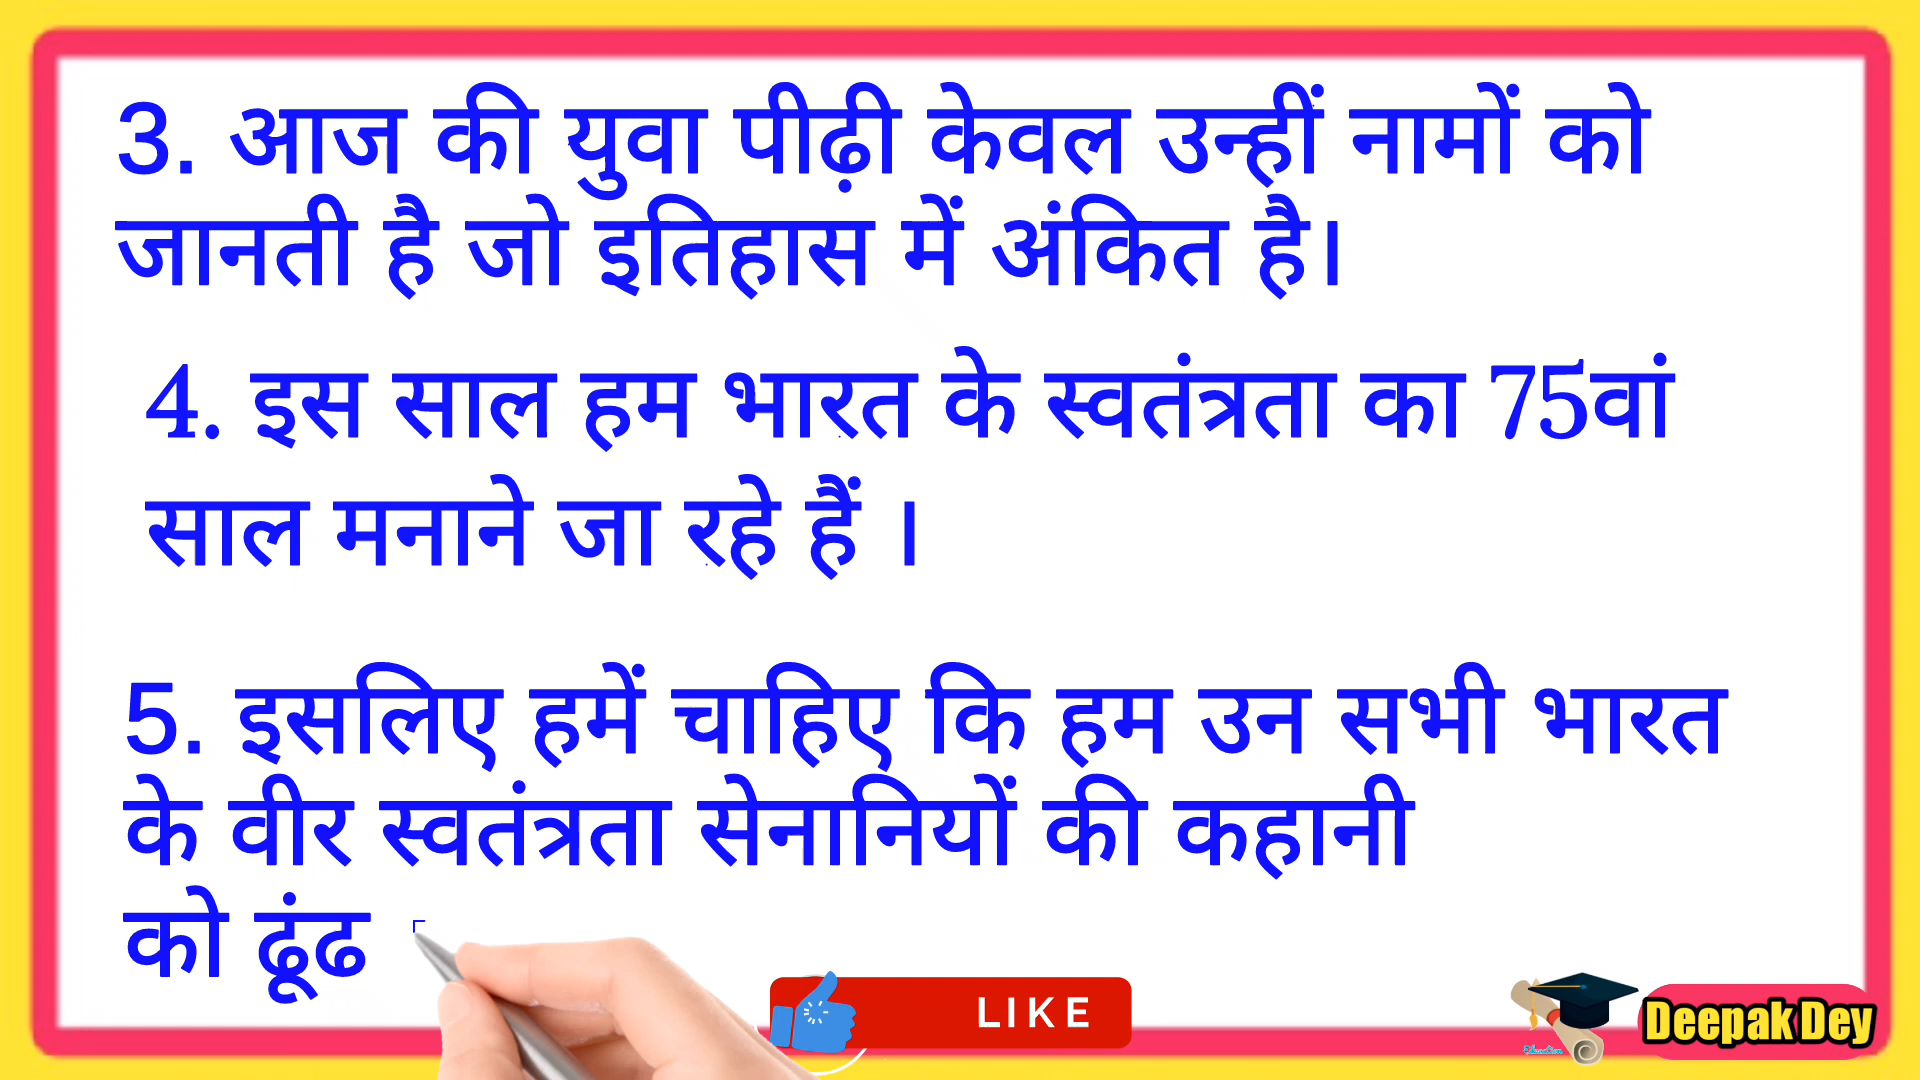 3. आज की युवा पीढ़ी केवल उन्हीं नामों को
जानती है जो इतिहास में अंकित है।
4. इस साल हम भारत के स्वतंत्रता का 75वां
साल मनाने जा रहे हैं ।
5. इसलिए हमें चाहिए कि हम उन सभी भारत
के वीर स्वतंत्रता सेनानियों की कहानी
को ढूंढ
LIKE
Deepak Dey